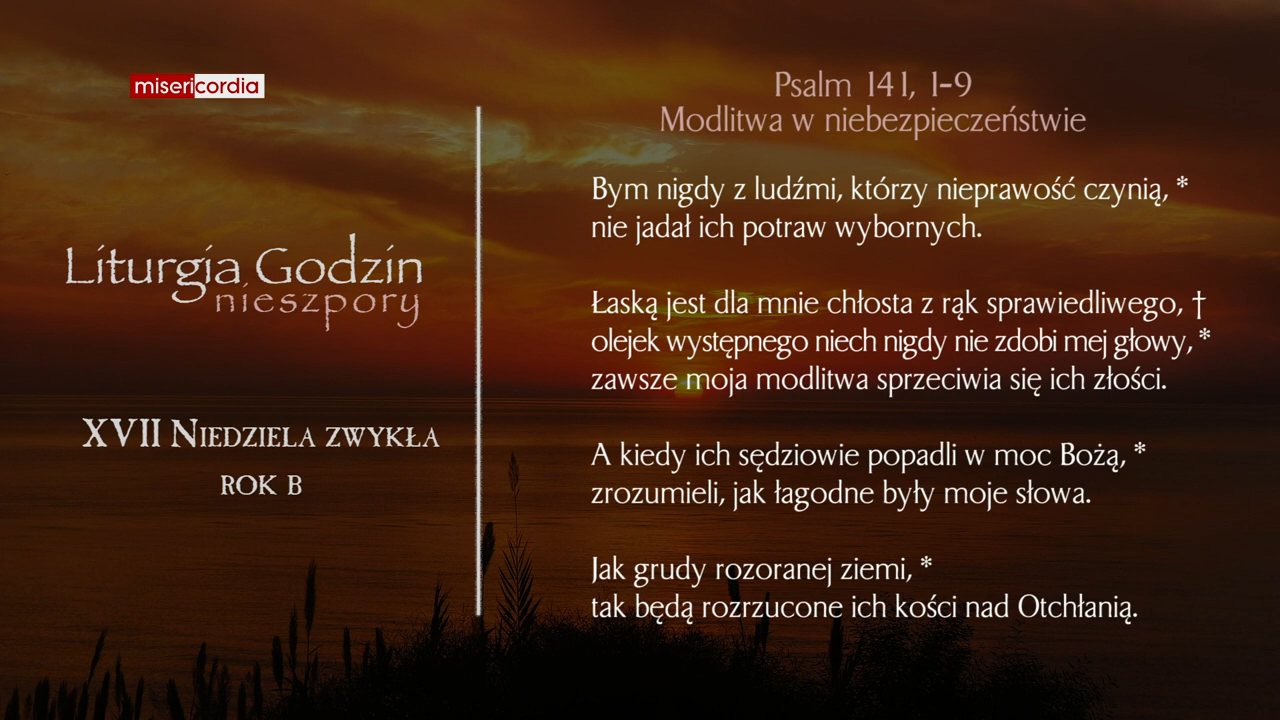 misericordia
Liturgia Godzin
nieszpory
XVII Niedziela zwykła
rok B
Psalm 141, 1-9
Modlitwa w niebezpieczeństwie
Bym nigdy z ludźmi, którzy nieprawość czynią, *
nie jadał ich potraw wybornych.
Łaską jest dla mnie chłosta z rąk sprawiedliwego, †
olejek występnego niech nigdy nie zdobi mej głowy, *
zawsze moja modlitwa sprzeciwia się ich złości.
A kiedy ich sędziowie popadli w moc Bożą, *
zrozumieli, jak łagodne były moje słowa.
Jak grudy rozoranej ziemi, *
tak będą rozrzucone ich kości nad Otchłanią.